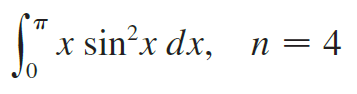 ∫₀^π x sin²x dx, n = 4